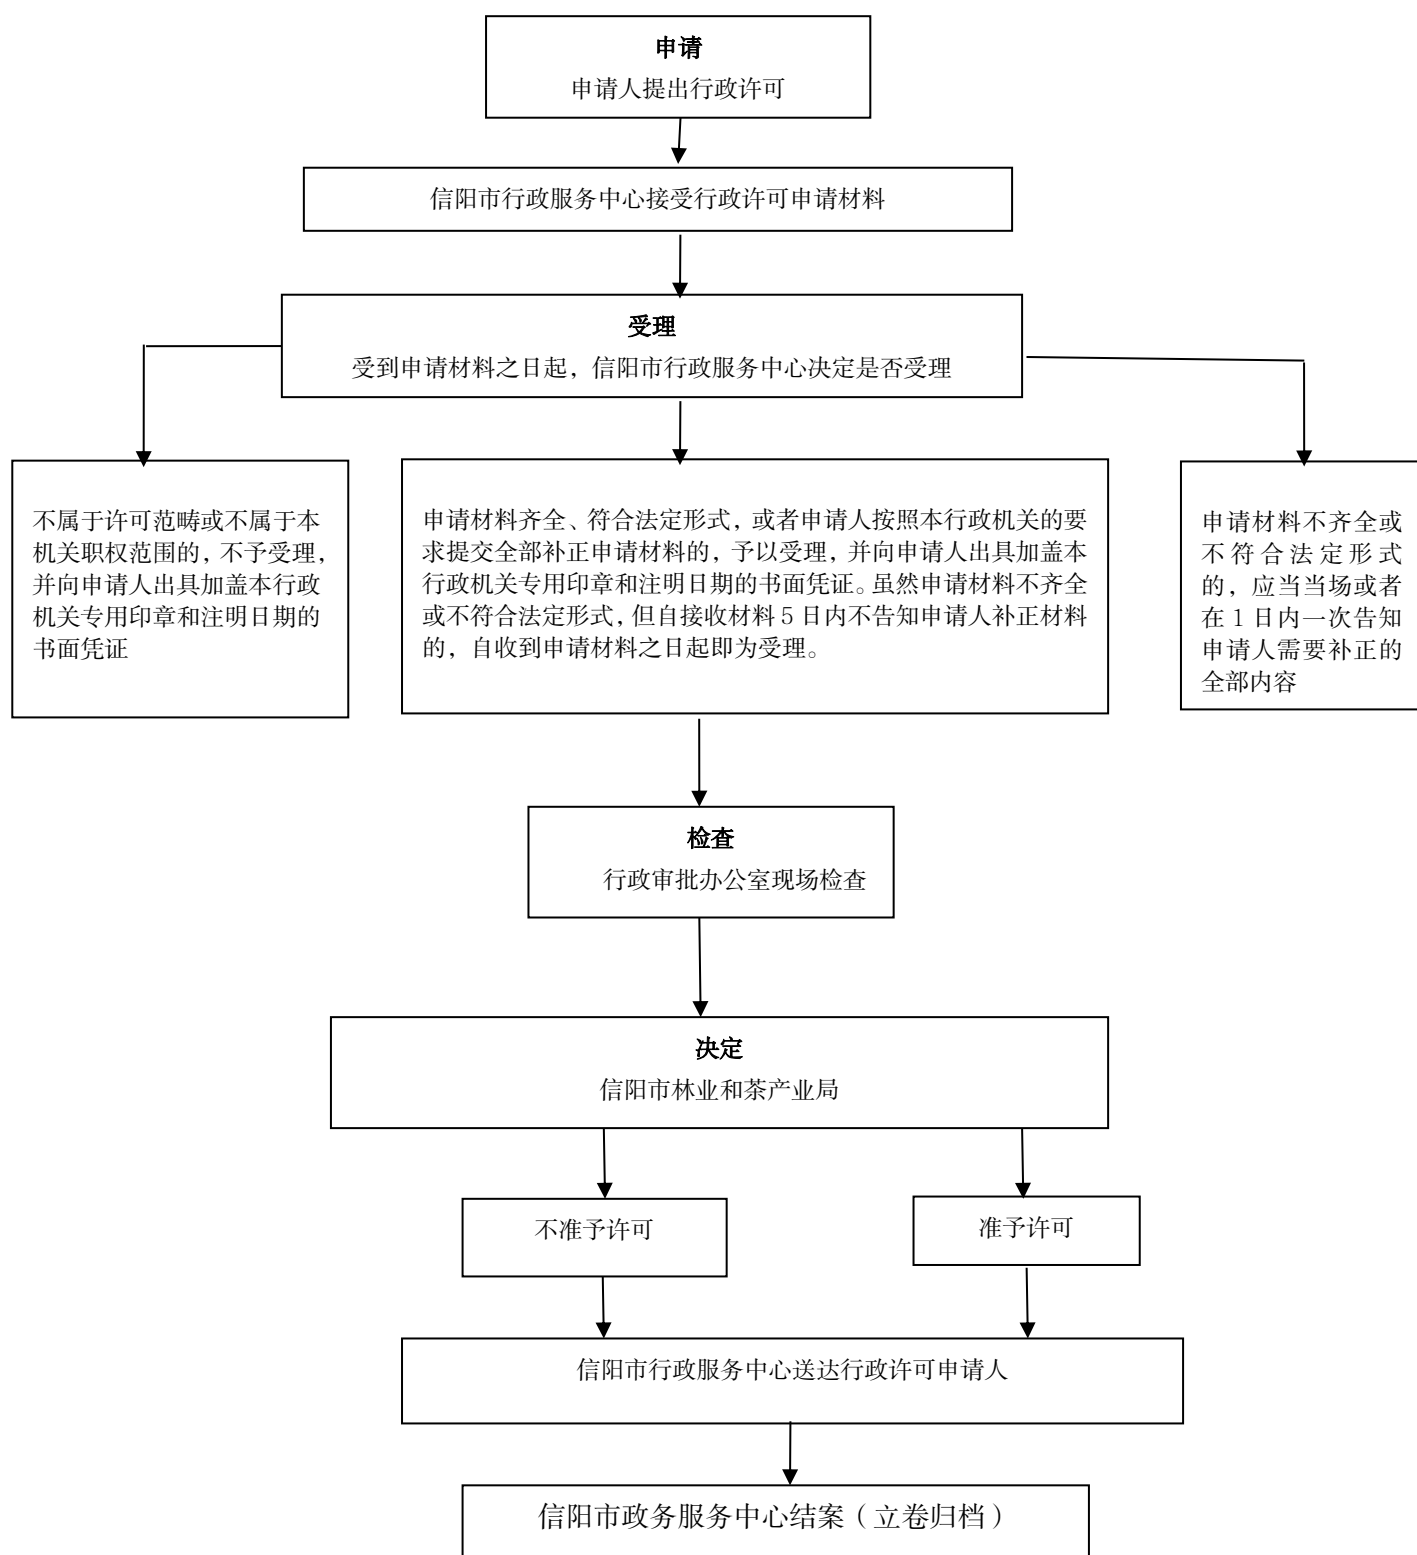 申请
申请人提出行政许可
信阳市行政服务中心接受行政许可申请材料
受理
受到申请材料之日起，信阳市行政服务中心决定是否受理
不属于许可范畴或不属于本
机关职权范围的，不予受理，
并向申请人出具加盖本行政
机关专用印章和注明日期的
书面凭证
申请材料齐全、符合法定形式，或者申请人按照本行政机关的要
求提交全部补正申请材料的，予以受理，并向申请人出具加盖本
行政机关专用印章和注明日期的书面凭证。虽然申请材料不齐全
或不符合法定形式，但自接收材料 5 日内不告知申请人补正材料
的，自收到申请材料之日起即为受理。
申请材料不齐全或
不符合法定形式
的，应当当场或者
在 1 日内一次告知
申请人需要补正的
全部内容
检查
行政审批办公室现场检查
决定
信阳市林业和茶产业局
不准予许可
准予许可
信阳市行政服务中心送达行政许可申请人
信阳市政务服务中心结案（立卷归档）